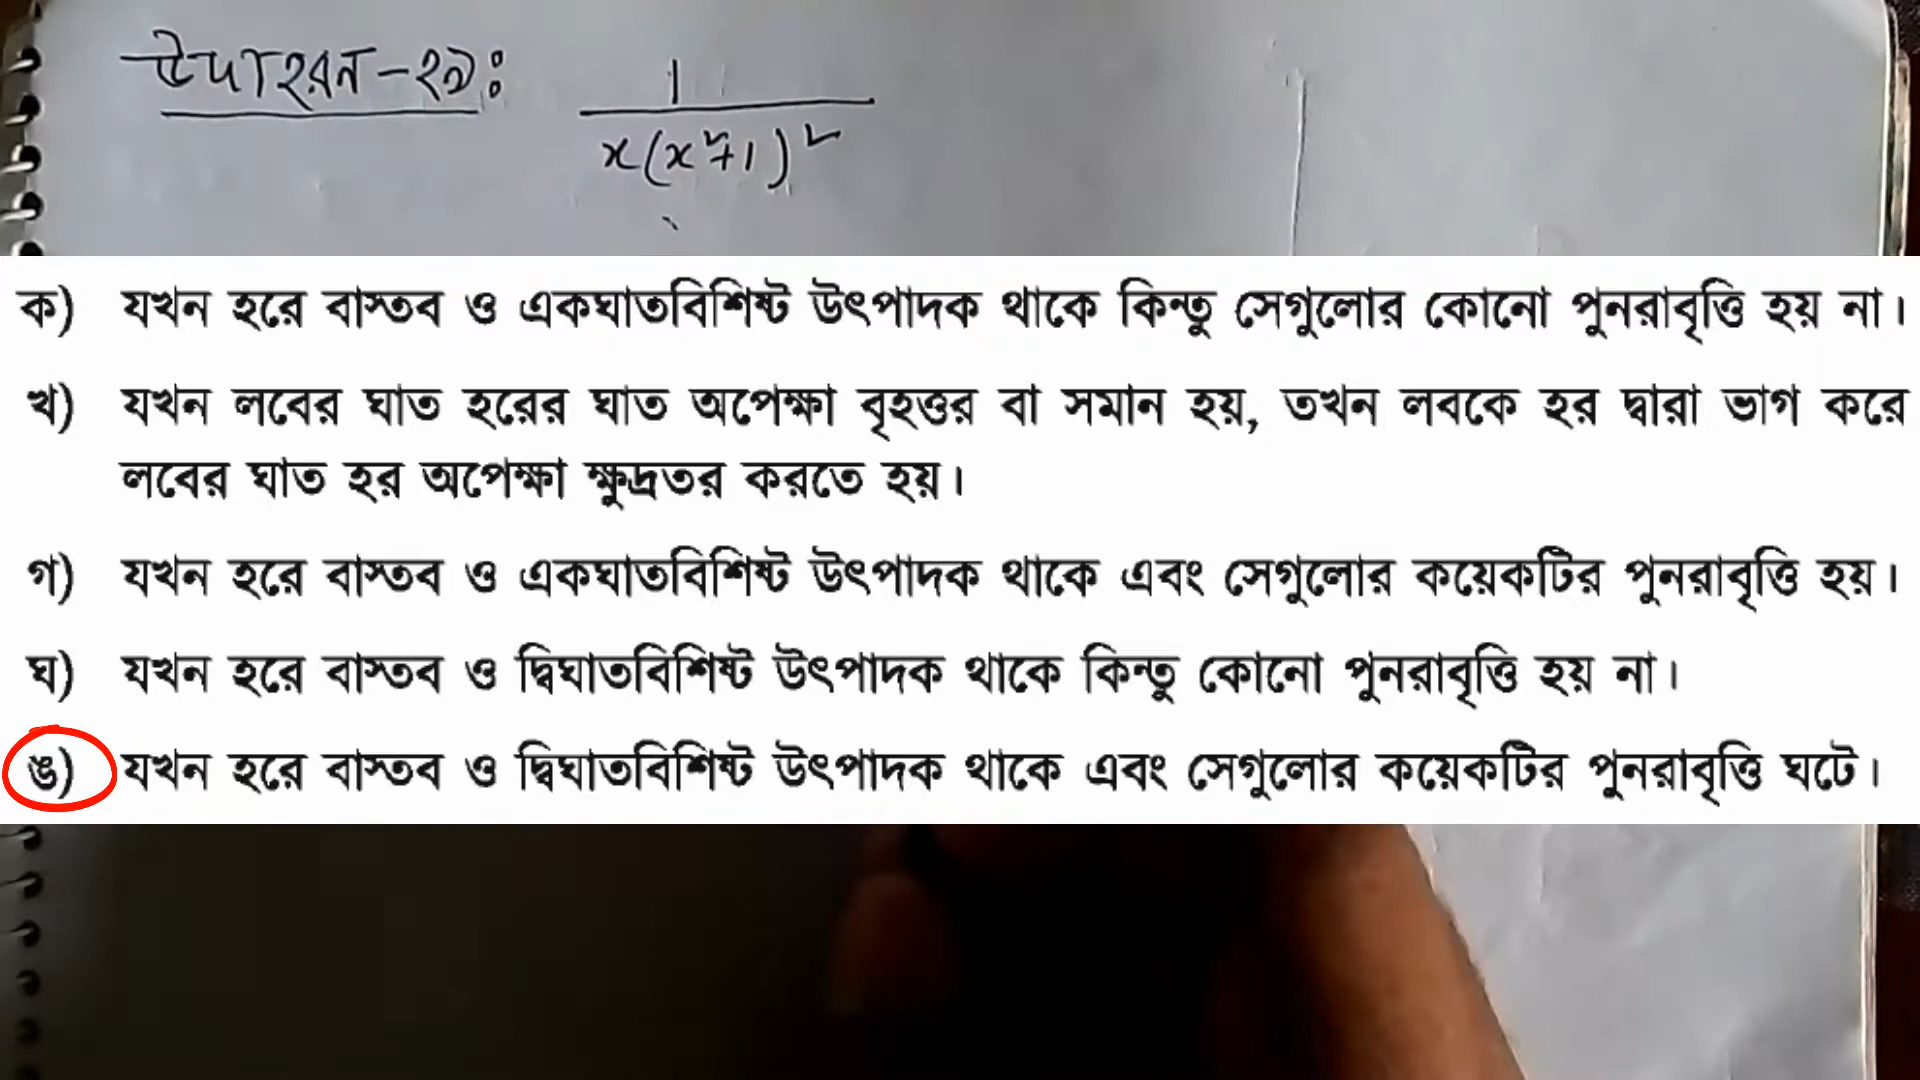 উদাহরন-২৯ঃ 1
x(x²+1)²
ক) যখন হরে বাস্তব ও একঘাতবিশিষ্ট উৎপাদক থাকে কিন্তু সেগুলোর কোনো পুনরাবৃত্তি হয় না।
খ) যখন লবের ঘাত হরের ঘাত অপেক্ষা বৃহত্তর বা সমান হয়, তখন লবকে হর দ্বারা ভাগ করে
লবের ঘাত হর অপেক্ষা ক্ষুদ্রতর করতে হয়।
গ) যখন হরে বাস্তব ও একঘাতবিশিষ্ট উৎপাদক থাকে এবং সেগুলোর কয়েকটির পুনরাবৃত্তি হয়।
ঘ) যখন হরে বাস্তব ও দ্বিঘাতবিশিষ্ট উৎপাদক থাকে কিন্তু কোনো পুনরাবৃত্তি হয় না।
ঙ) যখন হরে বাস্তব ও দ্বিঘাতবিশিষ্ট উৎপাদক থাকে এবং সেগুলোর কয়েকটির পুনরাবৃত্তি ঘটে।